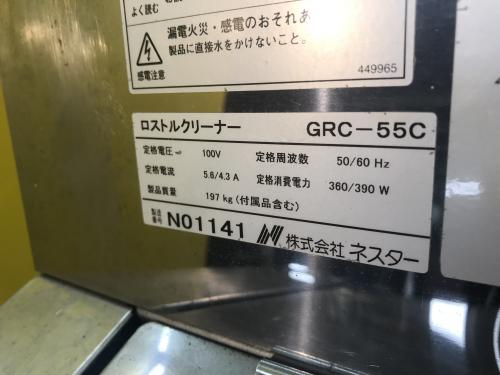 よく読む
漏電火災・感電のおそれあ
製品に直接水をかけないこと。
感電注意
449965
ロストルクリーナー GRC-55C
定格電圧 100V 定格周波数 50/60 Hz
定格電流 5.6/4.3 A 定格消費電力 360/390 W
製品質量 197 kg (付属品含む)
製造番号 N01141 株式会社 ネスター